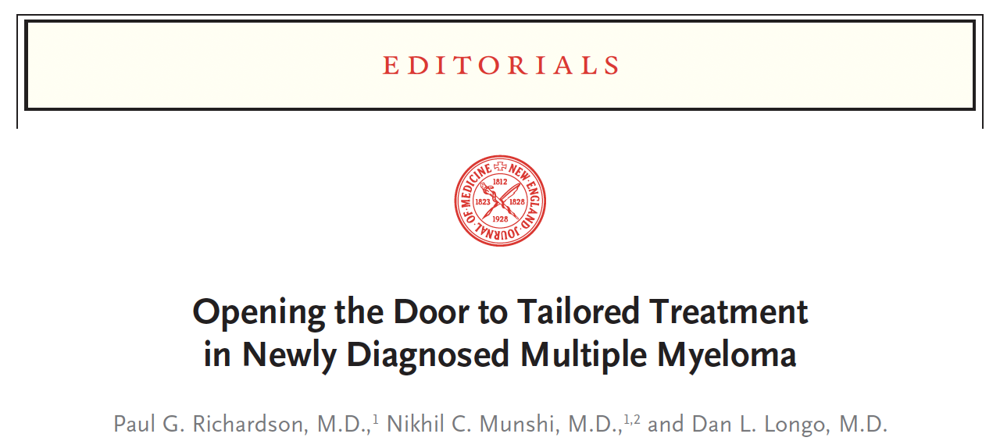 EDITORIALS
NEW·ENGLAND·JOURNAL·OF·MEDICINE
1812
1823 1828
1928
Opening the Door to Tailored Treatment
in Newly Diagnosed Multiple Myeloma
Paul G. Richardson, M.D.,1 Nikhil C. Munshi, M.D.,1,2 and Dan L. Longo, M.D.